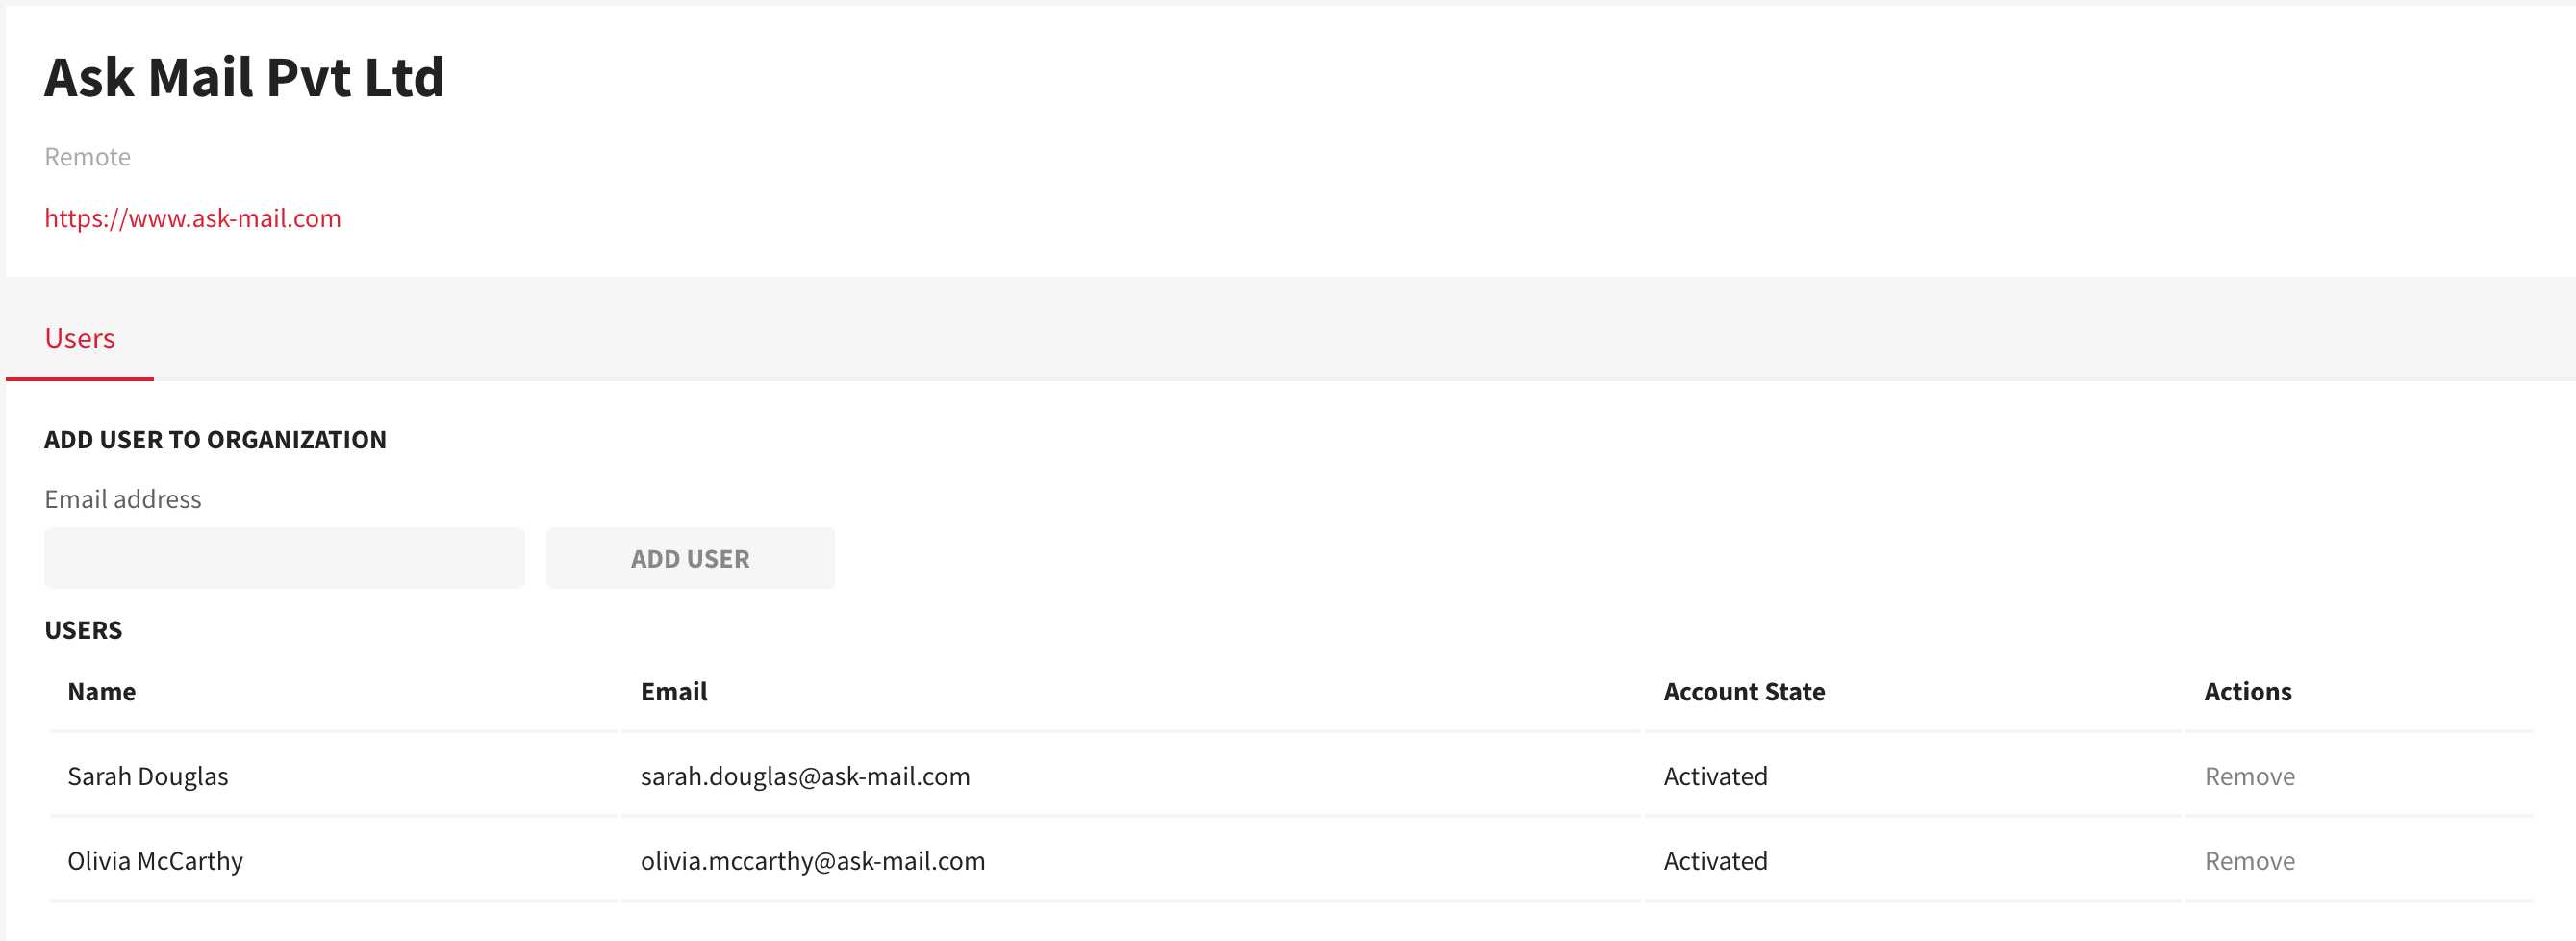 Ask Mail Pvt Ltd
Remote
https://www.ask-mail.com
Users
ADD USER TO ORGANIZATION
Email address
ADD USER
USERS
Name Email Account State Actions
Sarah Douglas sarah.douglas@ask-mail.com Activated Remove
Olivia McCarthy olivia.mccarthy@ask-mail.com Activated Remove